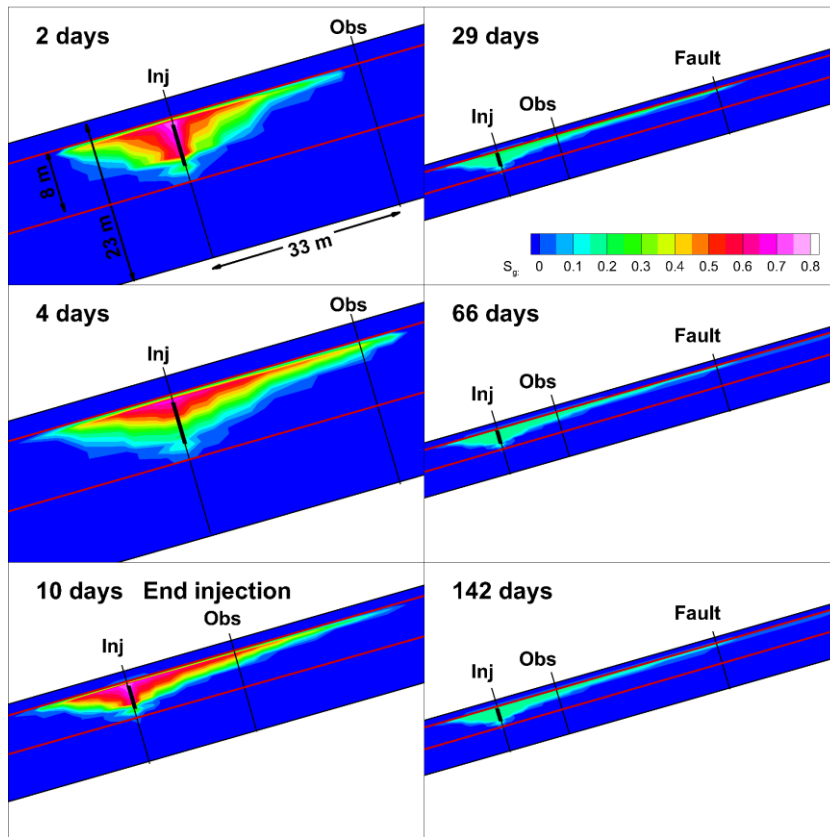 2 days
Obs
Inj
8 m
23 m
33 m
29 days
Fault
Inj
Obs
Sg: 0 0.1 0.2 0.3 0.4 0.5 0.6 0.7 0.8
4 days
Obs
Inj
66 days
Fault
Inj
Obs
10 days End injection
Obs
Inj
142 days
Fault
Inj
Obs